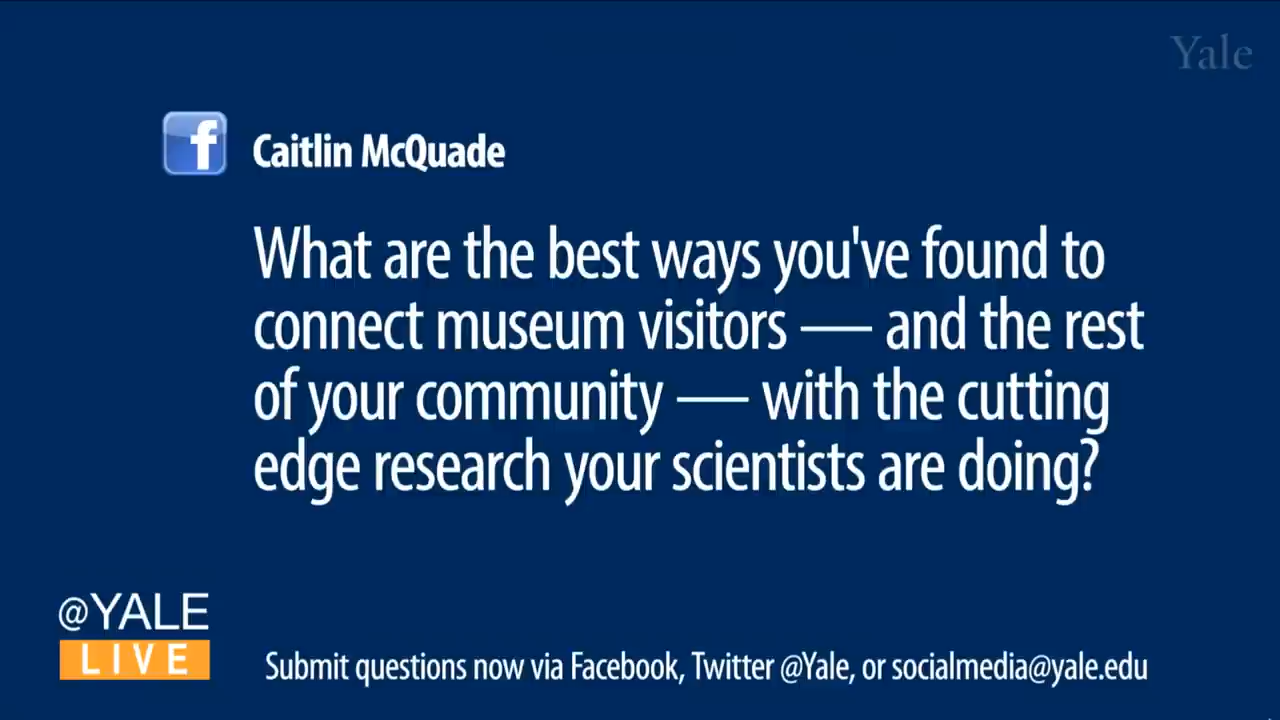 Yale
f
Caitlin McQuade
What are the best ways you've found to
connect museum visitors — and the rest
of your community — with the cutting
edge research your scientists are doing?
@YALE
LIVE
Submit questions now via Facebook, Twitter @Yale, or socialmedia@yale.edu